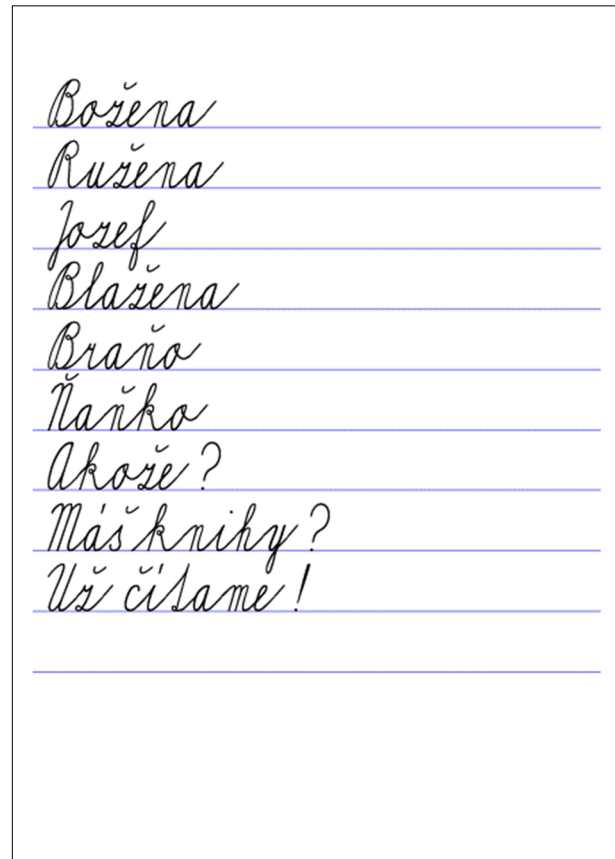 Božena
Ružena
Jozef
Blažena
Braňo
Ňaňko
Akože?
Máš knihy?
Už čítame!